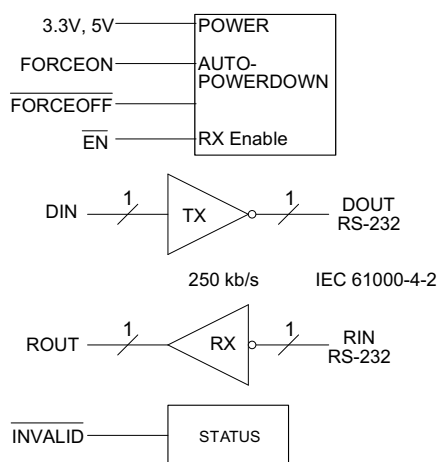 3.3V, 5V POWER
FORCEON AUTO-
POWERDOWN
FORCEOFF
EN RX Enable
DIN 1 TX 1 DOUT
RS-232
250 kb/s IEC 61000-4-2
ROUT 1 RX 1 RIN
RS-232
INVALID STATUS